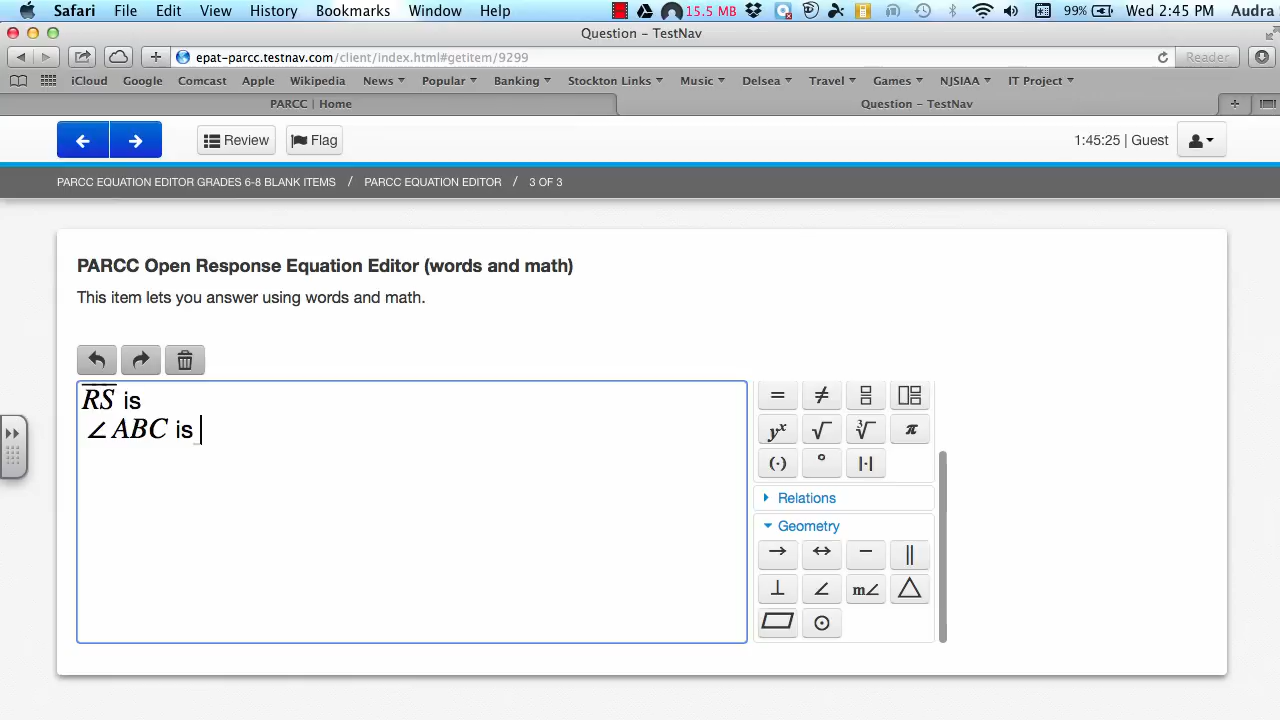 Safari File Edit View History Bookmarks Window Help 15.5 MB 99% Wed 2:45 PM Audra
Question – TestNav
epat-parcc.testnav.com/client/index.html#getitem/9299 Reader
iCloud Google Comcast Apple Wikipedia News Popular Banking Stockton Links Music Delsea Travel Games NJSIAA IT Project
PARCC | Home Question – TestNav
Review Flag 1:45:25 | Guest
PARCC EQUATION EDITOR GRADES 6-8 BLANK ITEMS / PARCC EQUATION EDITOR / 3 OF 3
PARCC Open Response Equation Editor (words and math)
This item lets you answer using words and math.
R̅S̅ is
∠ABC is
= ≠
yˣ √ ∛ π
(·) ° |·|
Relations
Geometry
→ ↔ − ∥
⊥ ∠ m∠ △
▱ ⊙